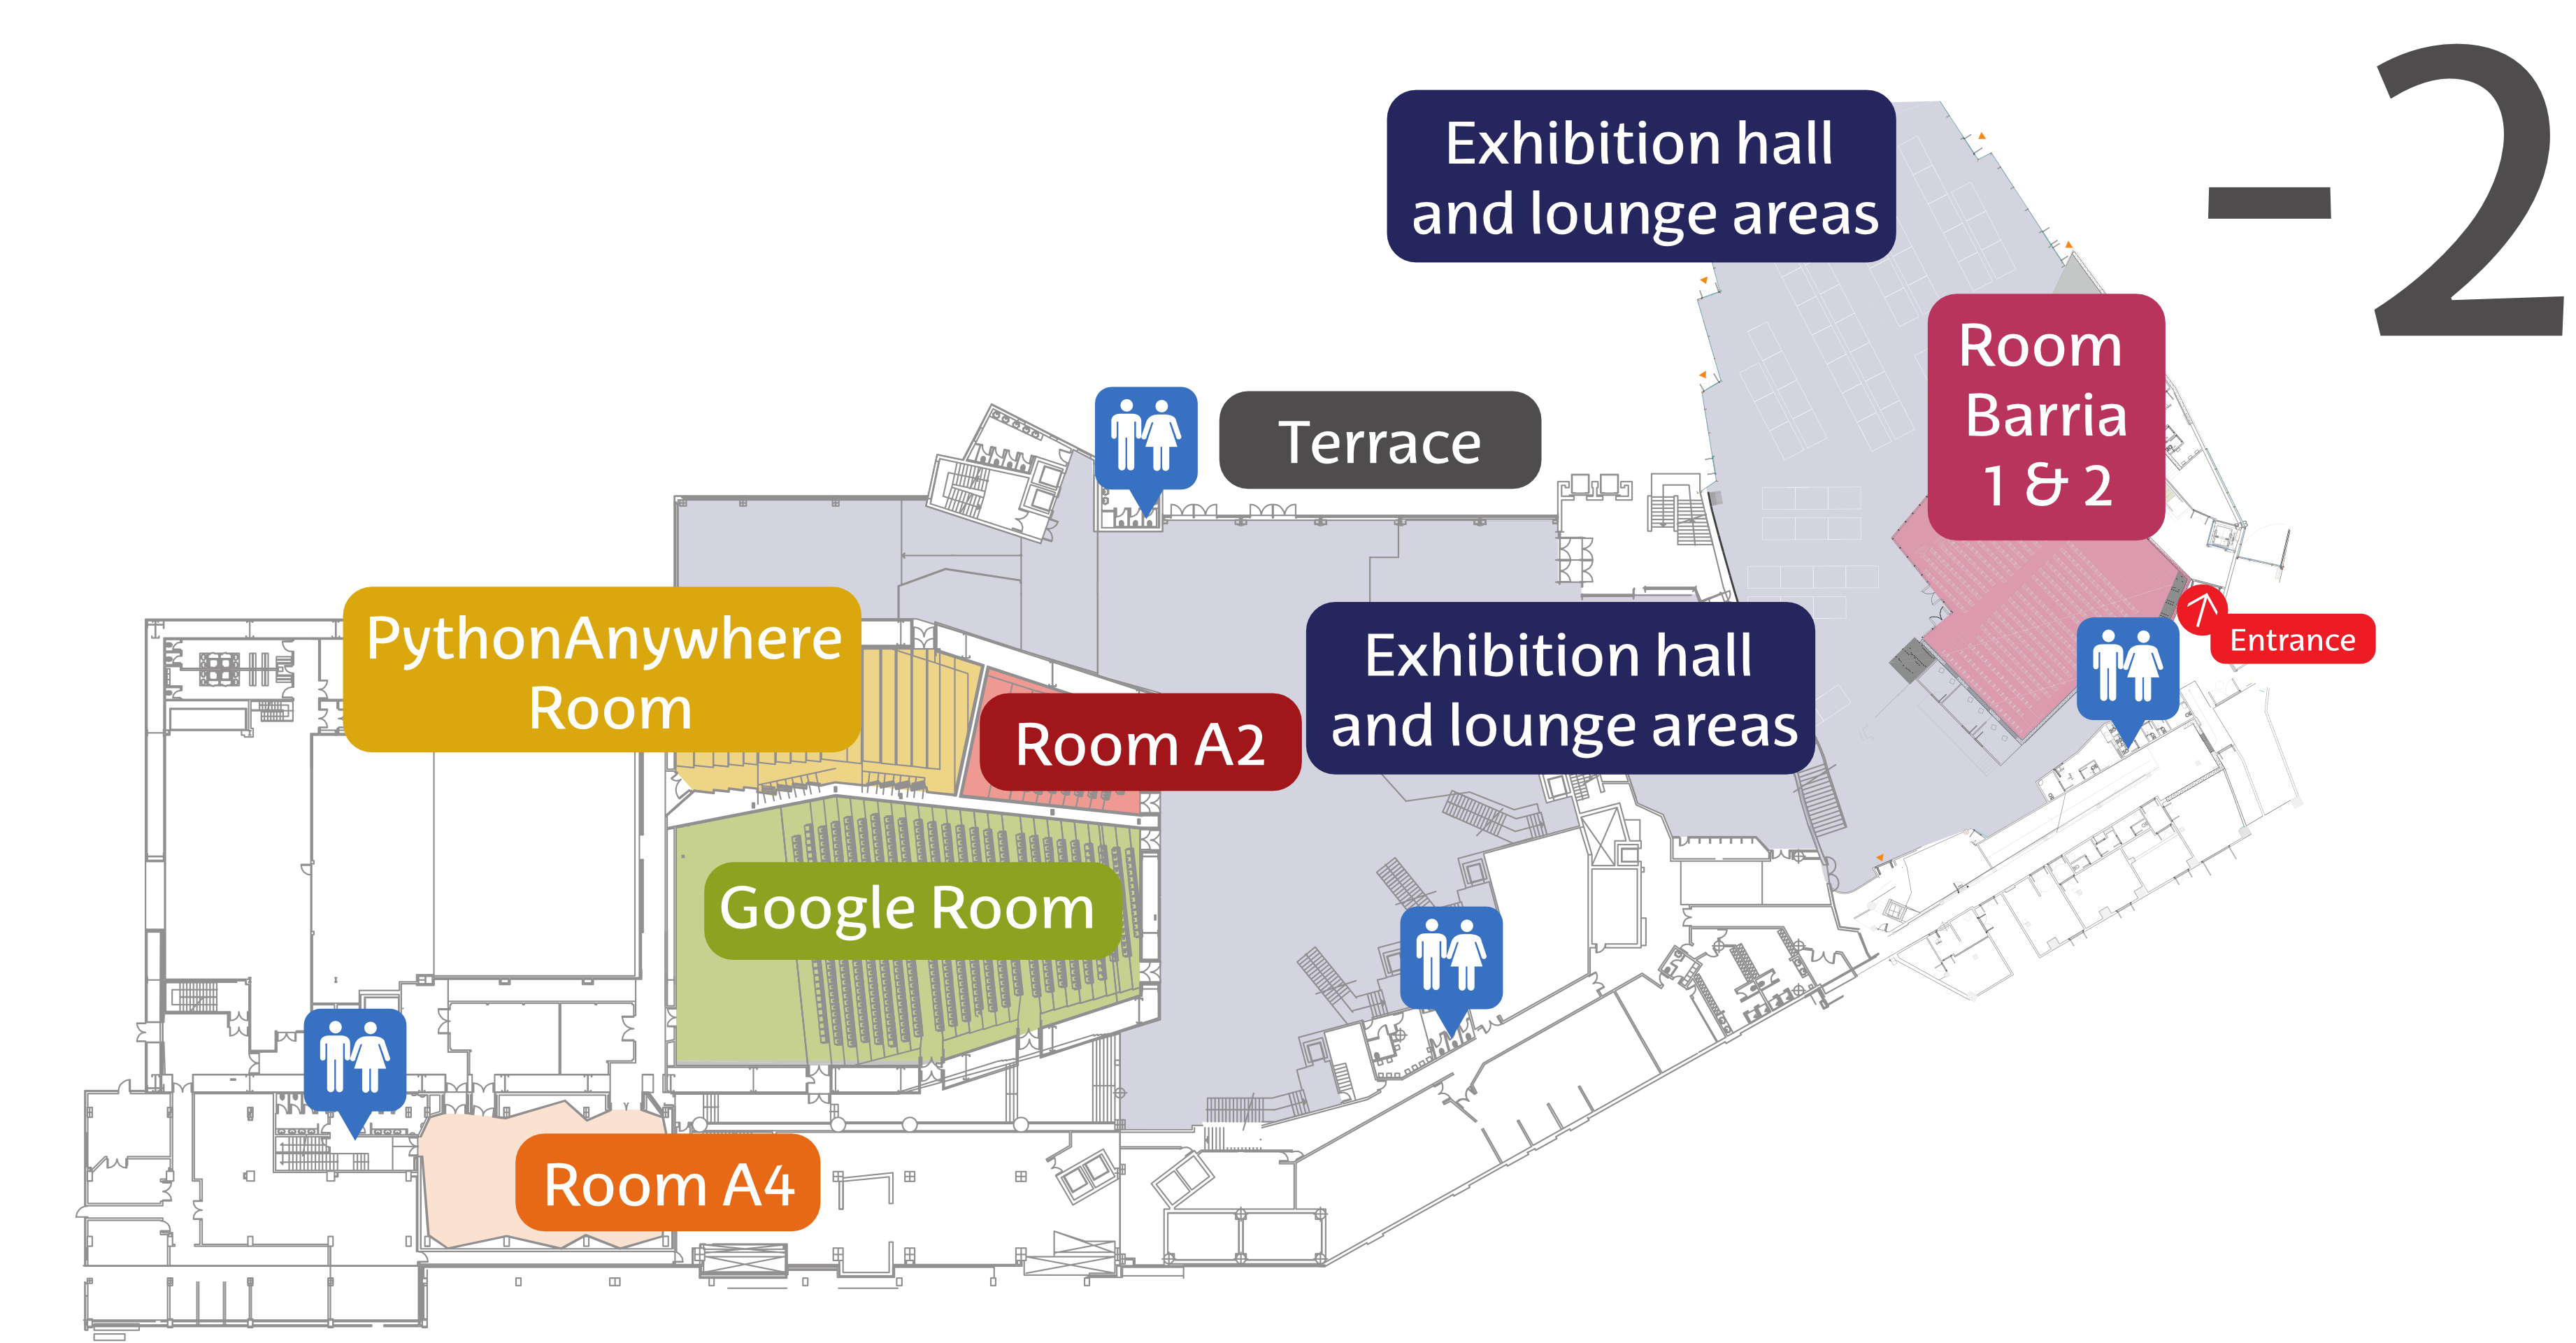 -2
Exhibition hall
and lounge areas
Room
Barria
1 & 2
Terrace
Entrance
PythonAnywhere
Room
Exhibition hall
and lounge areas
Room A2
Google Room
Room A4